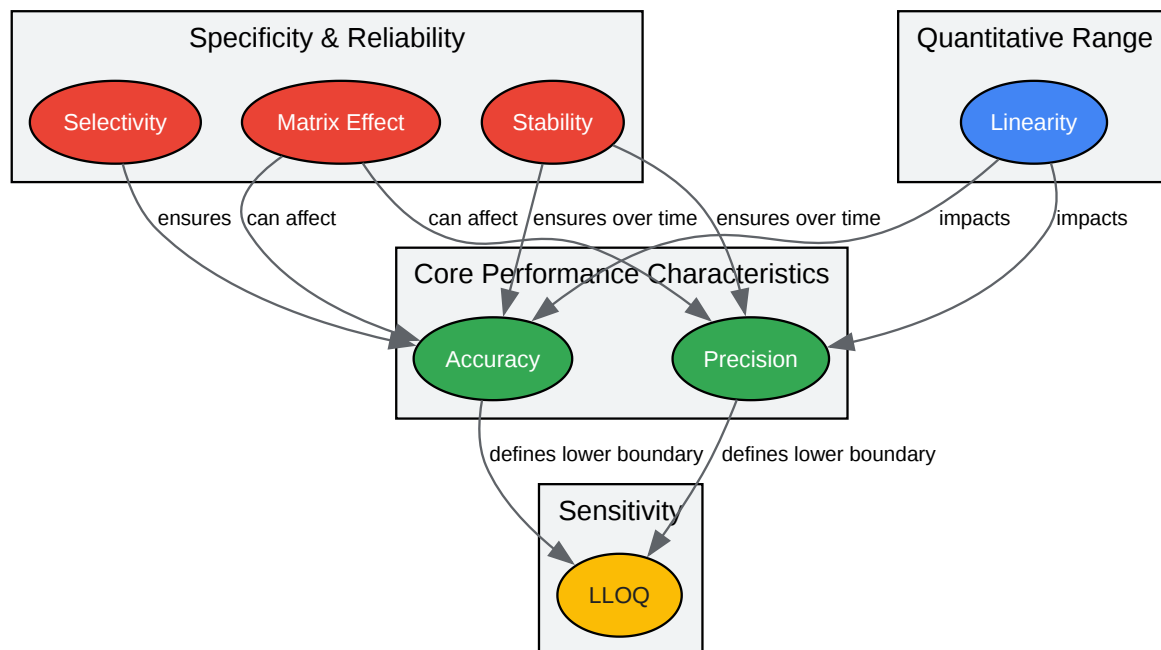 Specificity & Reliability
Quantitative Range
Selectivity
Matrix Effect
Stability
Linearity
ensures
can affect
can affect
ensures over time
ensures over time
impacts
impacts
Core Performance Characteristics
Accuracy
Precision
defines lower boundary
defines lower boundary
Sensitivity
LLOQ